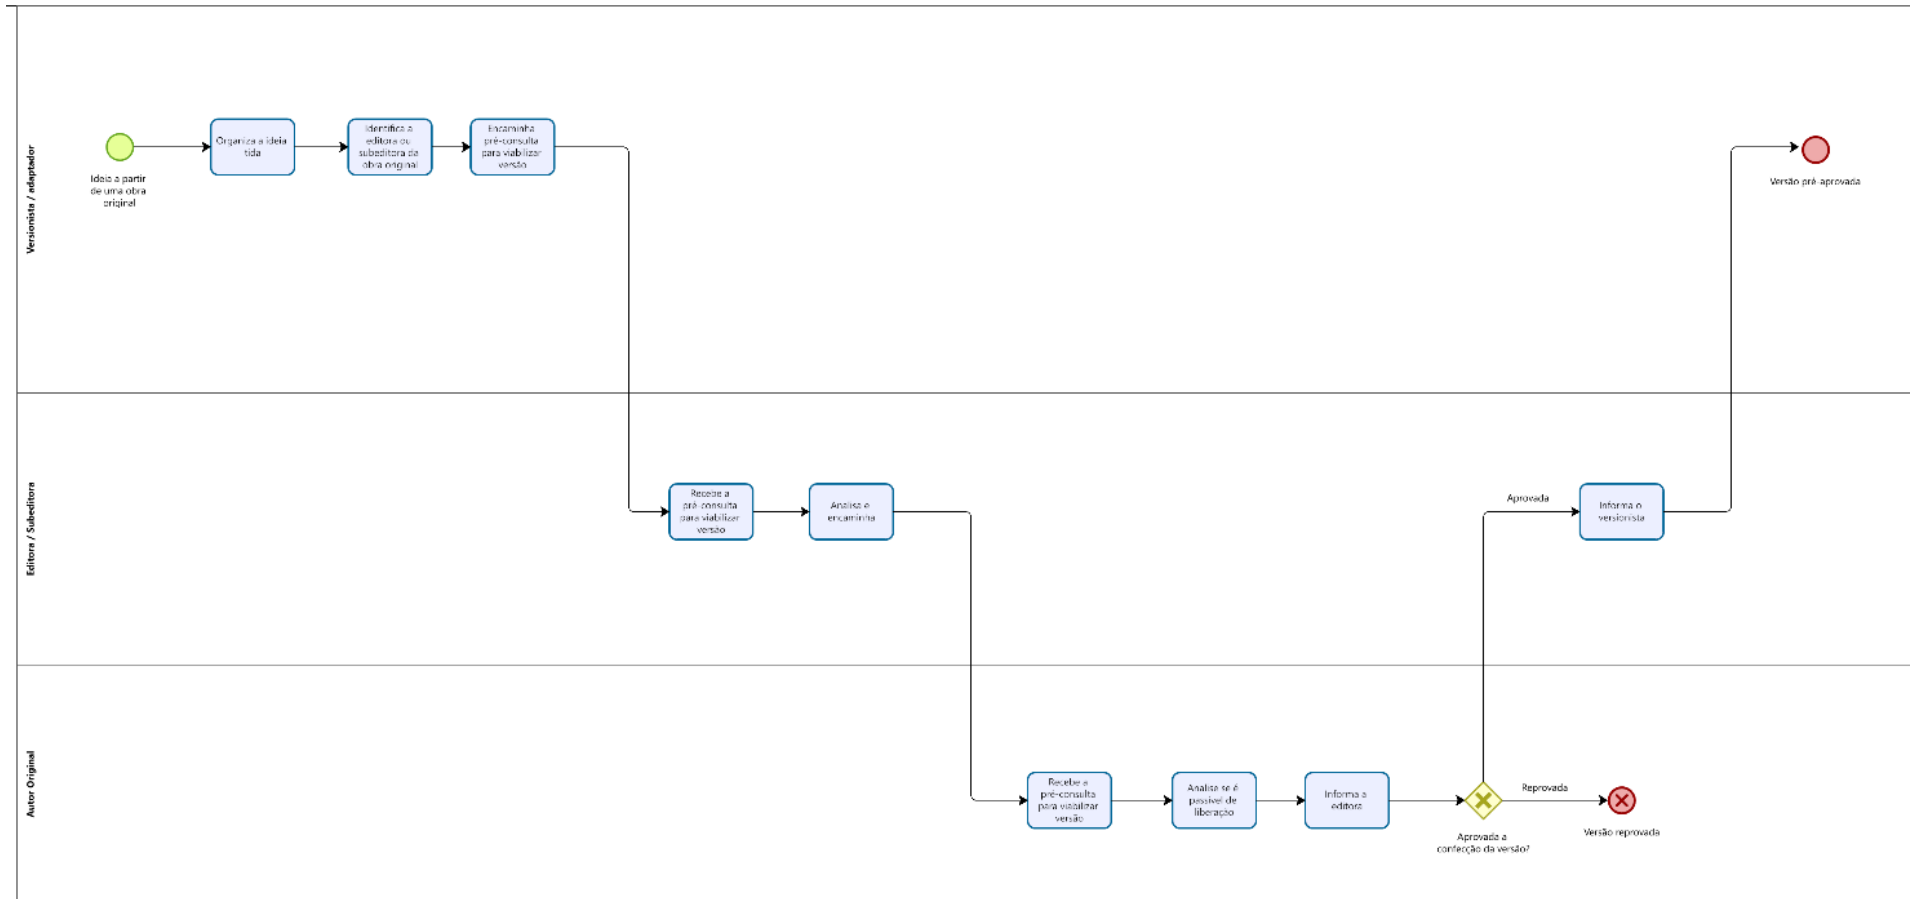 Versionista / adaptador
Ideia a partir
de uma obra
original
Organiza a ideia
tida
Identifica a
editora ou
subeditora da
obra original
Encaminha
pré-consulta
para viabilizar
versão
Versão pré-aprovada
Editora / Subeditora
Recebe a
pré-consulta
para viabilizar
versão
Analisa e
encaminha
Aprovada
Informa o
versionista
Autor Original
Recebe a
pré-consulta
para viabilizar
versão
Analise se é
passível de
liberação
Informa a
editora
Aprovada a
confecção da versão?
Reprovada
Versão reprovada